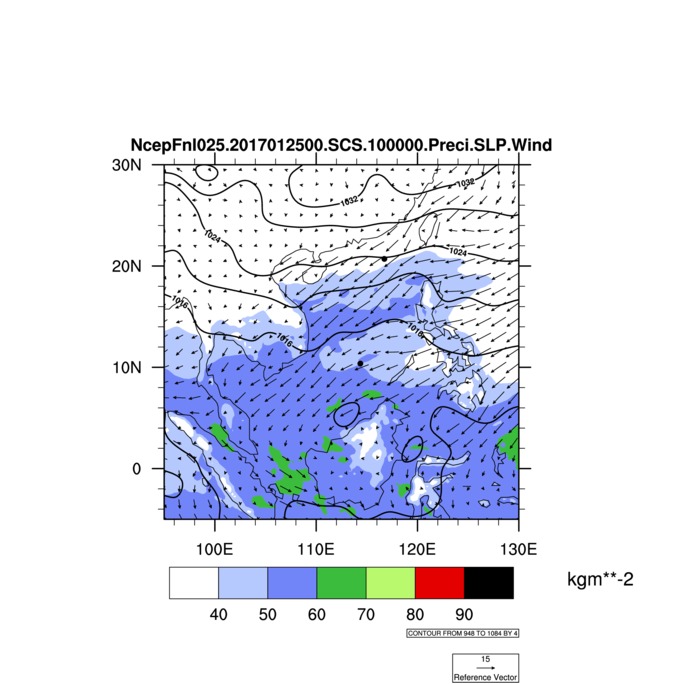 NcepFnl025.2017012500.SCS.100000.Preci.SLP.Wind
30N
20N
10N
0
1032
1032
1024
1024
1016
1016
1016
100E
110E
120E
130E
40
50
60
70
80
90
kgm**-2
CONTOUR FROM 948 TO 1084 BY 4
15
Reference Vector